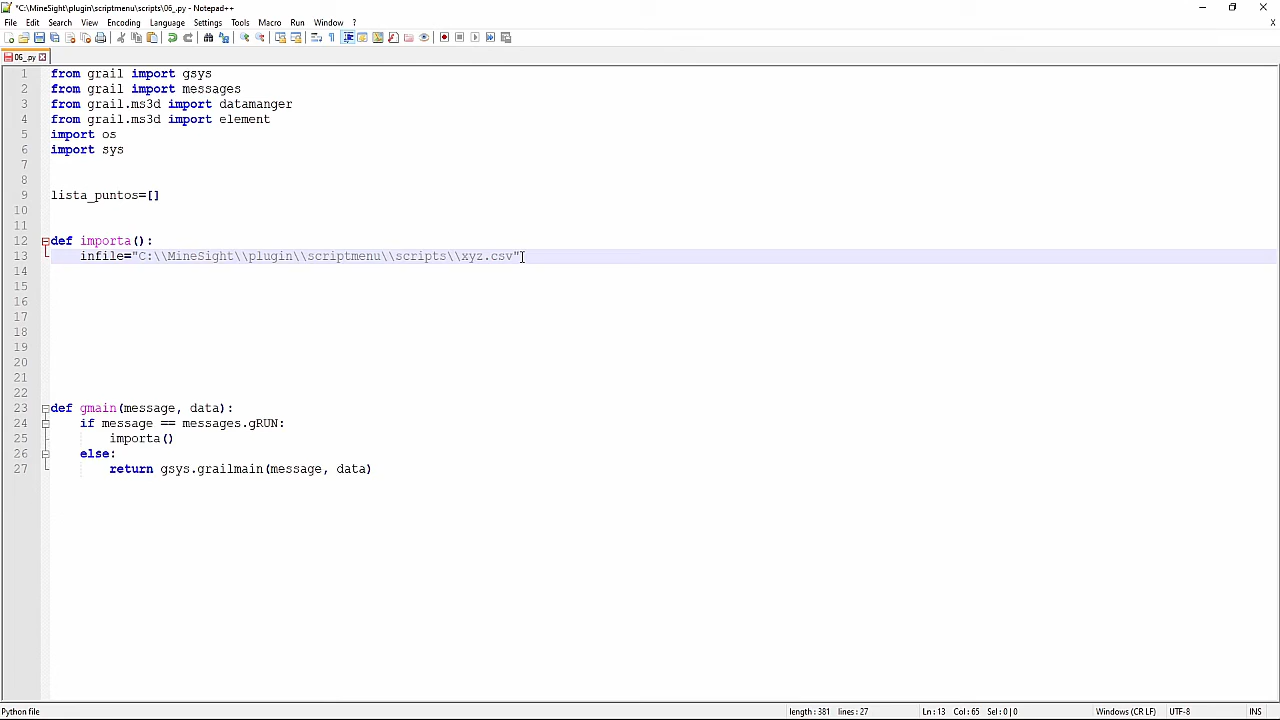 *C:\MineSight\plugin\scriptmenu\scripts\06_.py - Notepad++
File Edit Search View Encoding Language Settings Tools Macro Run Window ?
X
06_.py
1 from grail import gsys
2 from grail import messages
3 from grail.ms3d import datamanger
4 from grail.ms3d import element
5 import os
6 import sys
7
8
9 lista_puntos=[]
10
11
12 def importa():
13 infile="C:\\MineSight\\plugin\\scriptmenu\\scripts\\xyz.csv"
14
15
16
17
18
19
20
21
22
23 def gmain(message, data):
24 if message == messages.gRUN:
25 importa()
26 else:
27 return gsys.grailmain(message, data)
Python file length : 381 lines : 27 Ln : 13 Col : 65 Sel : 0 | 0 Windows (CR LF) UTF-8 INS